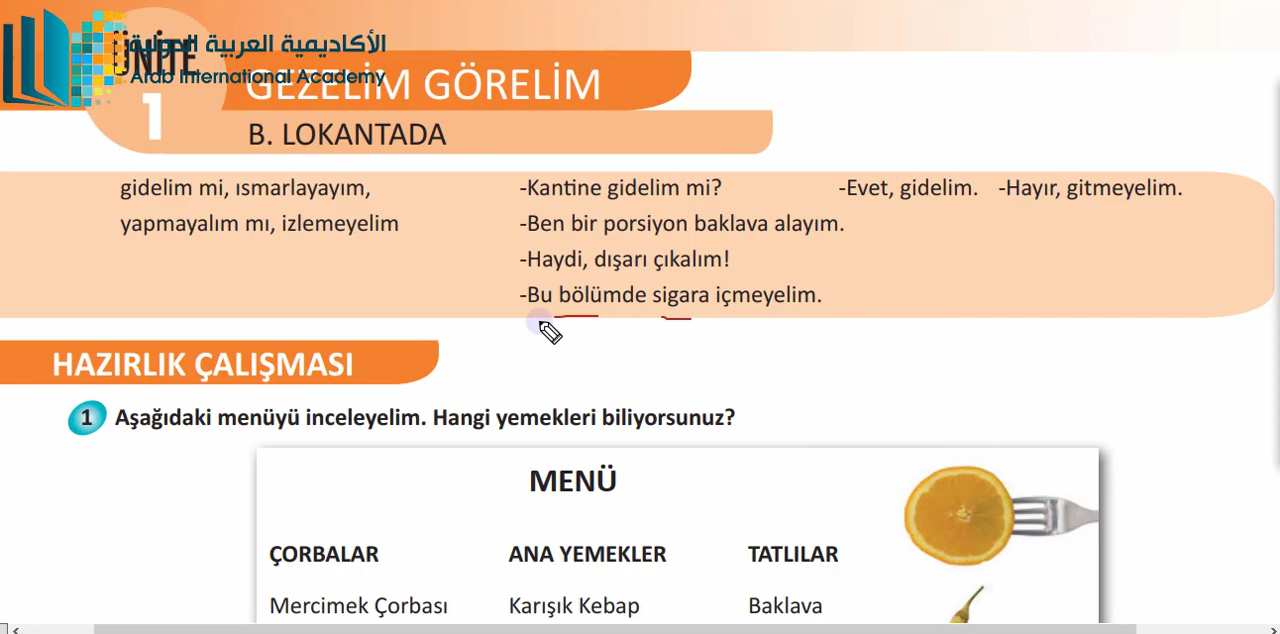 الأكاديمية العربية الدولية
Arab International Academy
ÜNİTE
1
GEZELİM GÖRELİM
B. LOKANTADA
gidelim mi, ısmarlayayım,
yapmayalım mı, izlemeyelim
-Kantine gidelim mi? -Evet, gidelim. -Hayır, gitmeyelim.
-Ben bir porsiyon baklava alayım.
-Haydi, dışarı çıkalım!
-Bu bölümde sigara içmeyelim.
HAZIRLIK ÇALIŞMASI
1 Aşağıdaki menüyü inceleyelim. Hangi yemekleri biliyorsunuz?
MENÜ
ÇORBALAR ANA YEMEKLER TATLILAR
Mercimek Çorbası Karışık Kebap Baklava